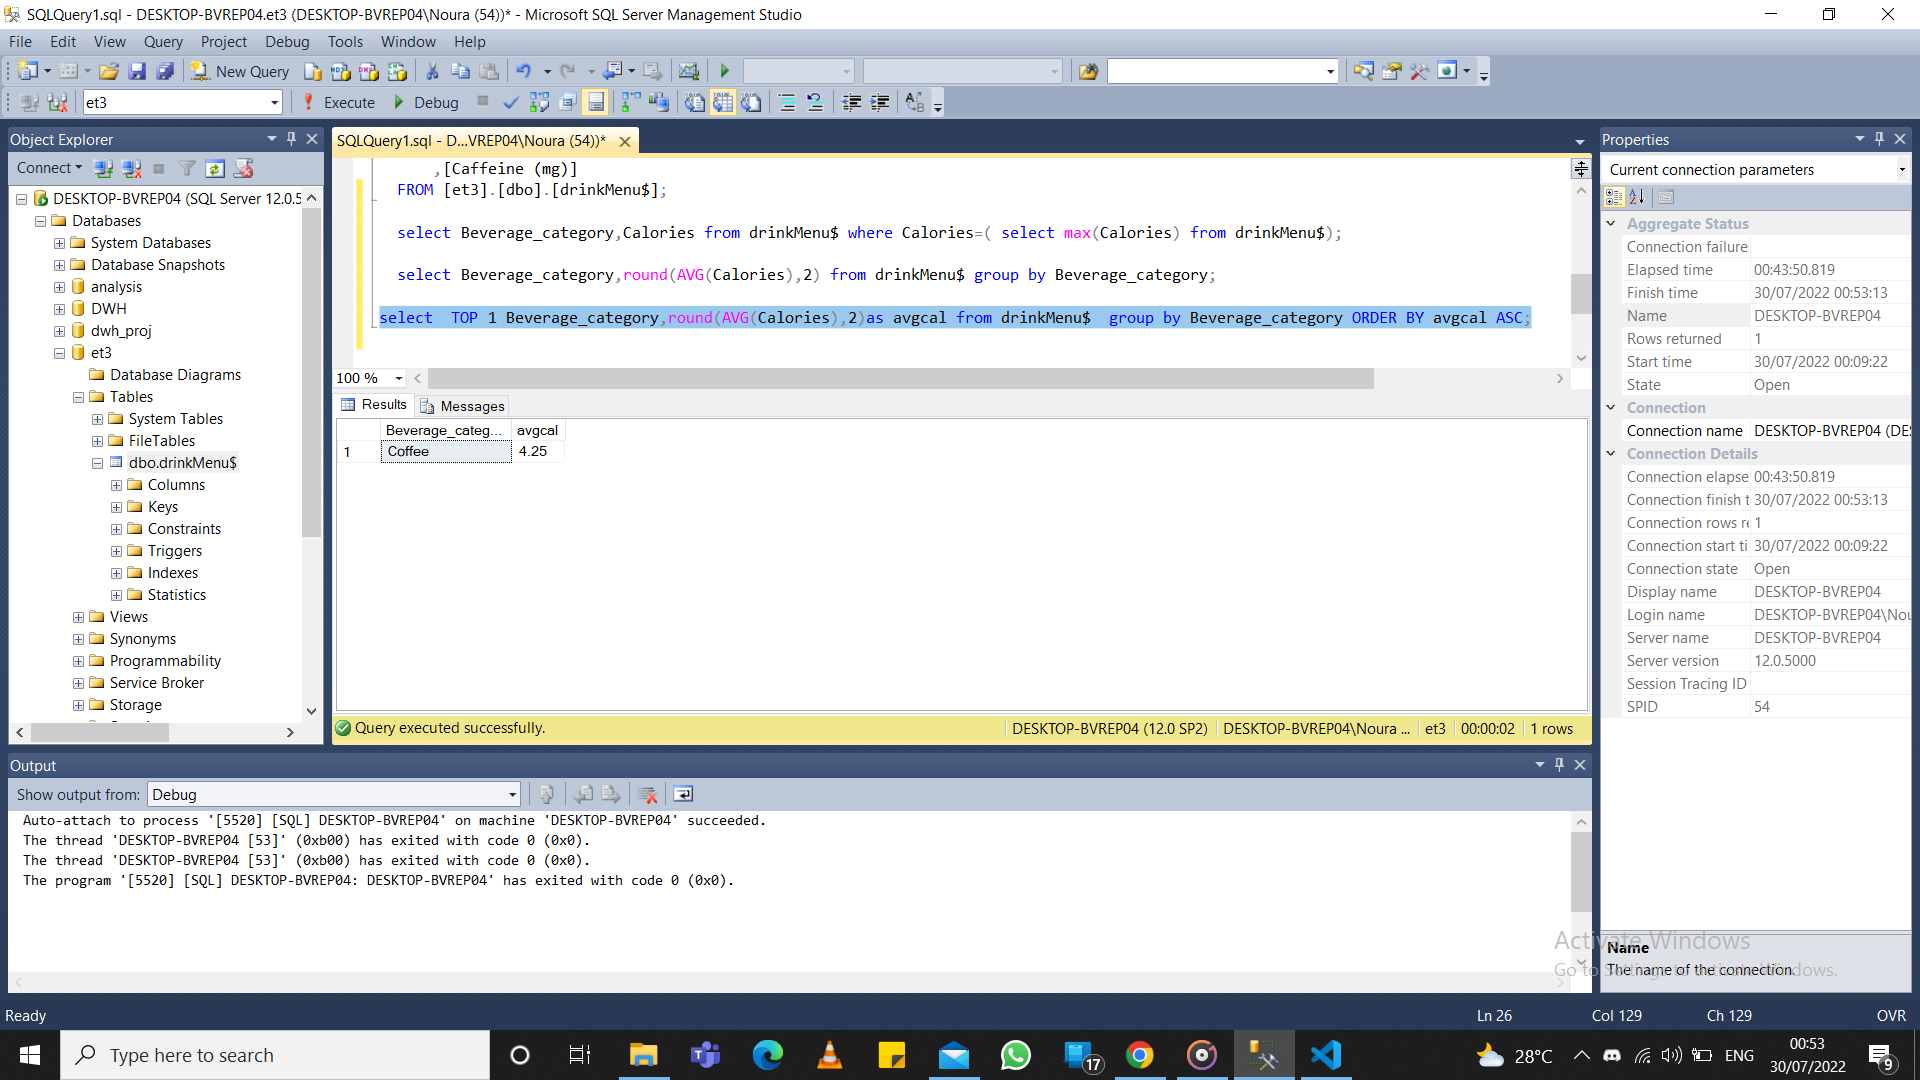 SQLQuery1.sql - DESKTOP-BVREP04.et3 (DESKTOP-BVREP04\Noura (54))* - Microsoft SQL Server Management Studio
File Edit View Query Project Debug Tools Window Help
New Query
et3 Execute Debug
Object Explorer
Connect
DESKTOP-BVREP04 (SQL Server 12.0.5
Databases
System Databases
Database Snapshots
analysis
DWH
dwh_proj
et3
Database Diagrams
Tables
System Tables
FileTables
dbo.drinkMenu$
Columns
Keys
Constraints
Triggers
Indexes
Statistics
Views
Synonyms
Programmability
Service Broker
Storage
SQLQuery1.sql - D...VREP04\Noura (54))*
,[Caffeine (mg)]
FROM [et3].[dbo].[drinkMenu$];
select Beverage_category,Calories from drinkMenu$ where Calories=( select max(Calories) from drinkMenu$);
select Beverage_category,round(AVG(Calories),2) from drinkMenu$ group by Beverage_category;
select TOP 1 Beverage_category,round(AVG(Calories),2)as avgcal from drinkMenu$ group by Beverage_category ORDER BY avgcal ASC;
100 %
Results Messages
Beverage_categ... avgcal
1 Coffee 4.25
Query executed successfully. DESKTOP-BVREP04 (12.0 SP2) DESKTOP-BVREP04\Noura ... et3 00:00:02 1 rows
Properties
Current connection parameters
Aggregate Status
Connection failure
Elapsed time 00:43:50.819
Finish time 30/07/2022 00:53:13
Name DESKTOP-BVREP04
Rows returned 1
Start time 30/07/2022 00:09:22
State Open
Connection
Connection name DESKTOP-BVREP04 (DE
Connection Details
Connection elapse 00:43:50.819
Connection finish t 30/07/2022 00:53:13
Connection rows re 1
Connection start ti 30/07/2022 00:09:22
Connection state Open
Display name DESKTOP-BVREP04
Login name DESKTOP-BVREP04\Nou
Server name DESKTOP-BVREP04
Server version 12.0.5000
Session Tracing ID
SPID 54
Name
The name of the connection.
Activate Windows
Go to Settings to activate Windows.
Output
Show output from: Debug
Auto-attach to process '[5520] [SQL] DESKTOP-BVREP04' on machine 'DESKTOP-BVREP04' succeeded.
The thread 'DESKTOP-BVREP04 [53]' (0xb00) has exited with code 0 (0x0).
The thread 'DESKTOP-BVREP04 [53]' (0xb00) has exited with code 0 (0x0).
The program '[5520] [SQL] DESKTOP-BVREP04: DESKTOP-BVREP04' has exited with code 0 (0x0).
Ready Ln 26 Col 129 Ch 129 OVR
Type here to search
17
28°C
ENG
00:53
30/07/2022
9